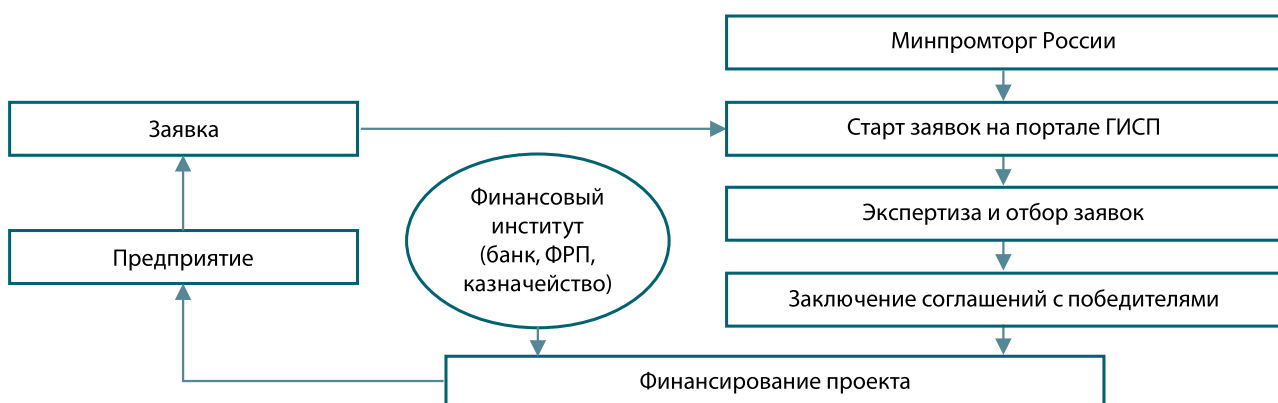 Минпромторг России
Заявка
Старт заявок на портале ГИСП
Финансовый
институт
(банк, ФРП,
казначейство)
Экспертиза и отбор заявок
Предприятие
Заключение соглашений с победителями
Финансирование проекта